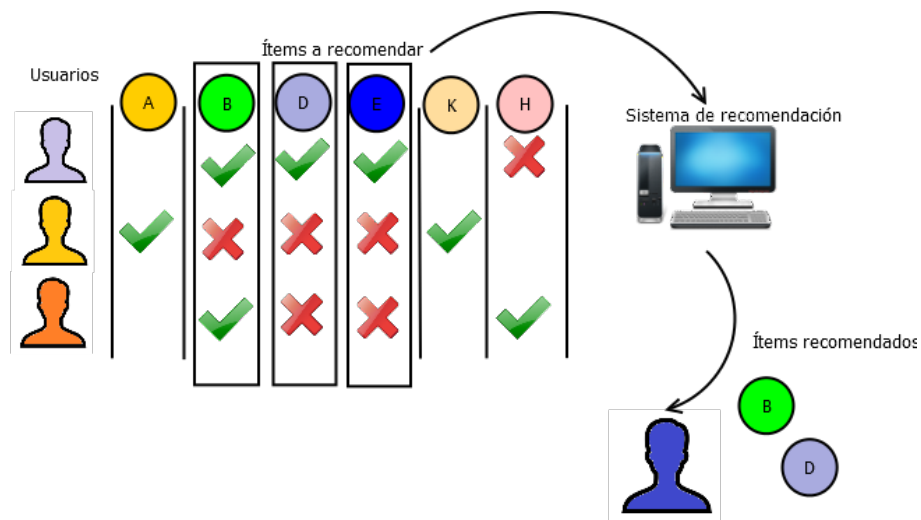 Ítems a recomendar
Usuarios
A
B
D
E
K
H
Sistema de recomendación
Ítems recomendados
B
D